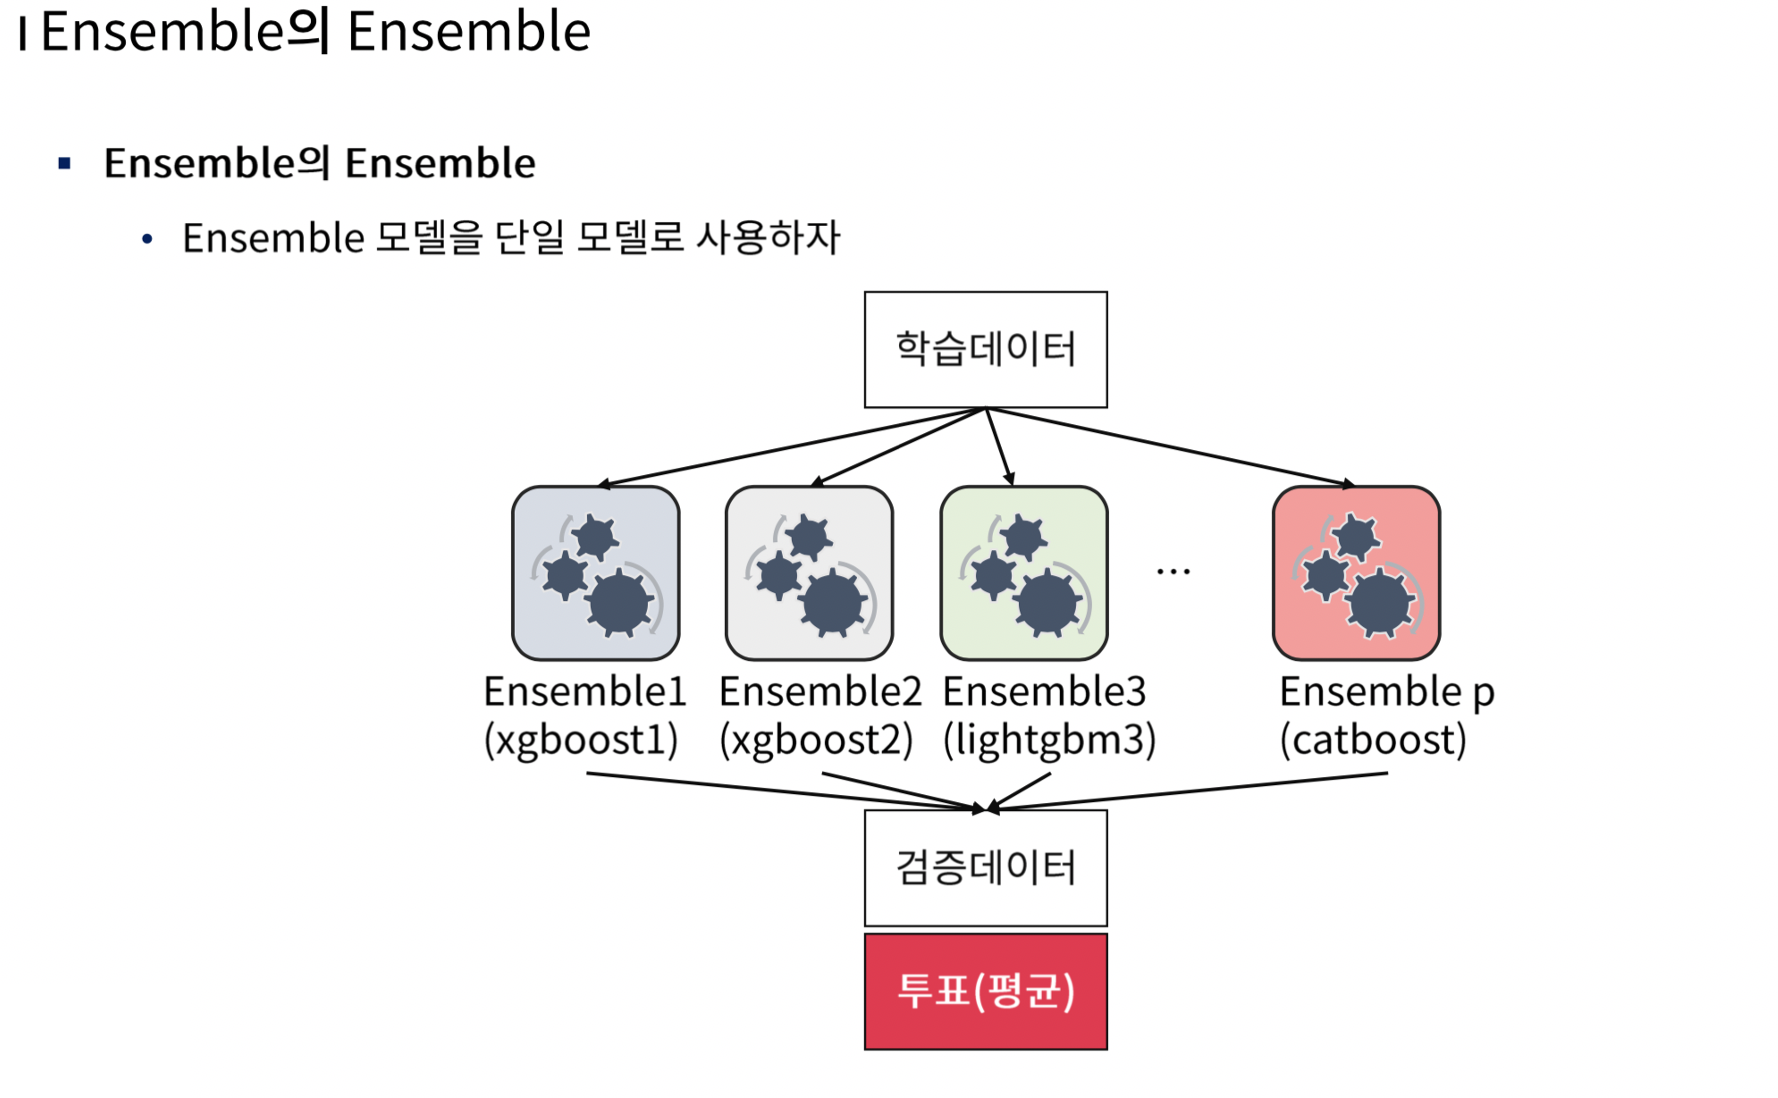 Ensemble의 Ensemble
▪ Ensemble의 Ensemble
• Ensemble 모델을 단일 모델로 사용하자
학습데이터
...
Ensemble1 Ensemble2 Ensemble3 Ensemble p
(xgboost1) (xgboost2) (lightgbm3) (catboost)
검증데이터
투표(평균)